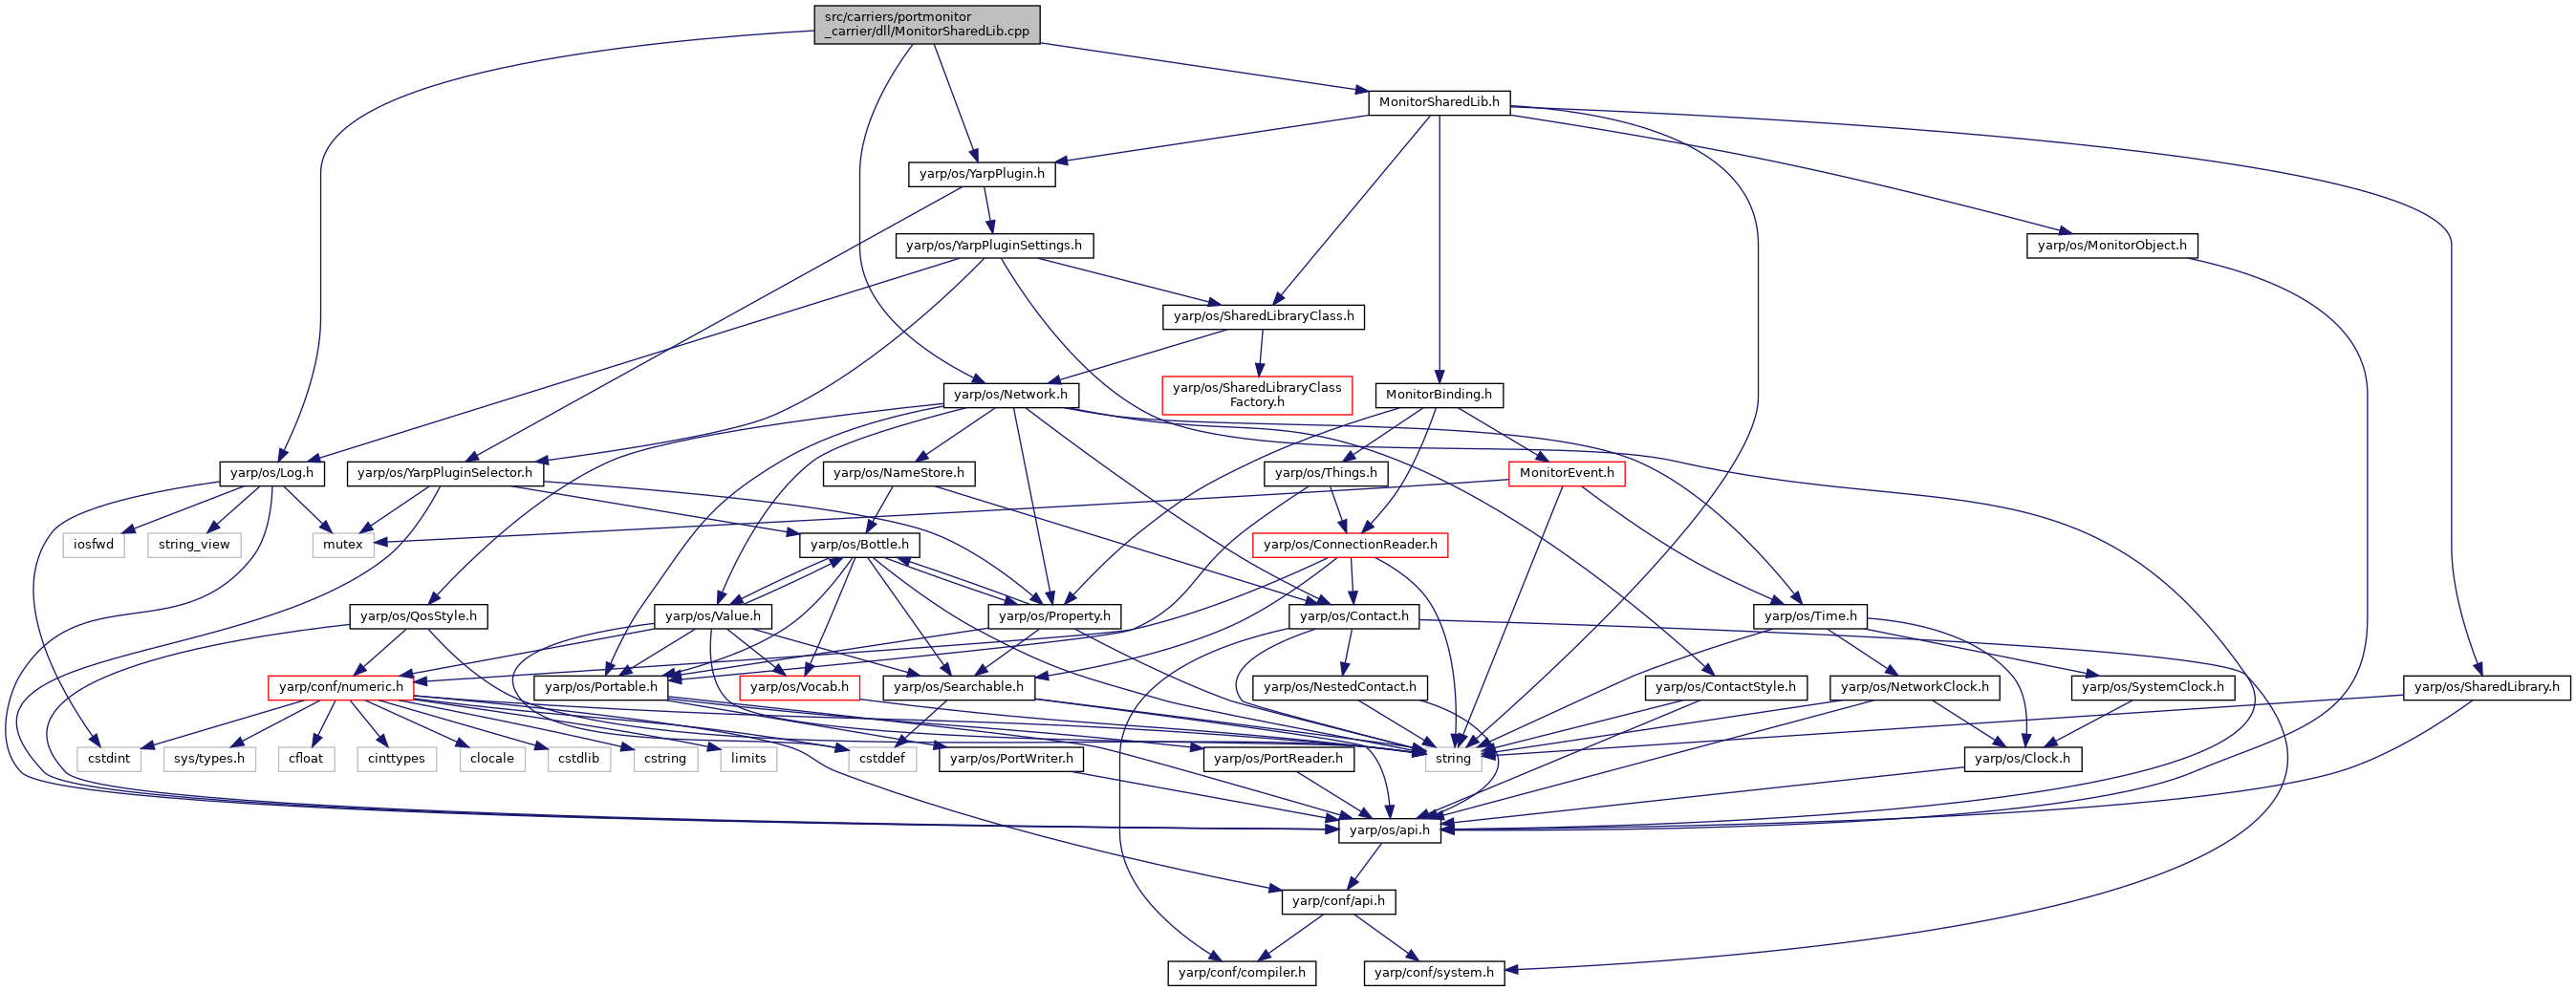 src/carriers/portmonitor
_carrier/dll/MonitorSharedLib.cpp
MonitorSharedLib.h
yarp/os/YarpPlugin.h
yarp/os/YarpPluginSettings.h
yarp/os/MonitorObject.h
yarp/os/SharedLibraryClass.h
yarp/os/Network.h
yarp/os/SharedLibraryClass
Factory.h
MonitorBinding.h
yarp/os/Log.h
yarp/os/YarpPluginSelector.h
yarp/os/NameStore.h
yarp/os/Things.h
MonitorEvent.h
iosfwd
string_view
mutex
yarp/os/Bottle.h
yarp/os/ConnectionReader.h
yarp/os/QosStyle.h
yarp/os/Value.h
yarp/os/Property.h
yarp/os/Contact.h
yarp/os/Time.h
yarp/conf/numeric.h
yarp/os/Portable.h
yarp/os/Vocab.h
yarp/os/Searchable.h
yarp/os/NestedContact.h
yarp/os/ContactStyle.h
yarp/os/NetworkClock.h
yarp/os/SystemClock.h
yarp/os/SharedLibrary.h
cstdint
sys/types.h
cfloat
cinttypes
clocale
cstdlib
cstring
limits
cstddef
yarp/os/PortWriter.h
yarp/os/PortReader.h
string
yarp/os/Clock.h
yarp/os/api.h
yarp/conf/api.h
yarp/conf/compiler.h
yarp/conf/system.h